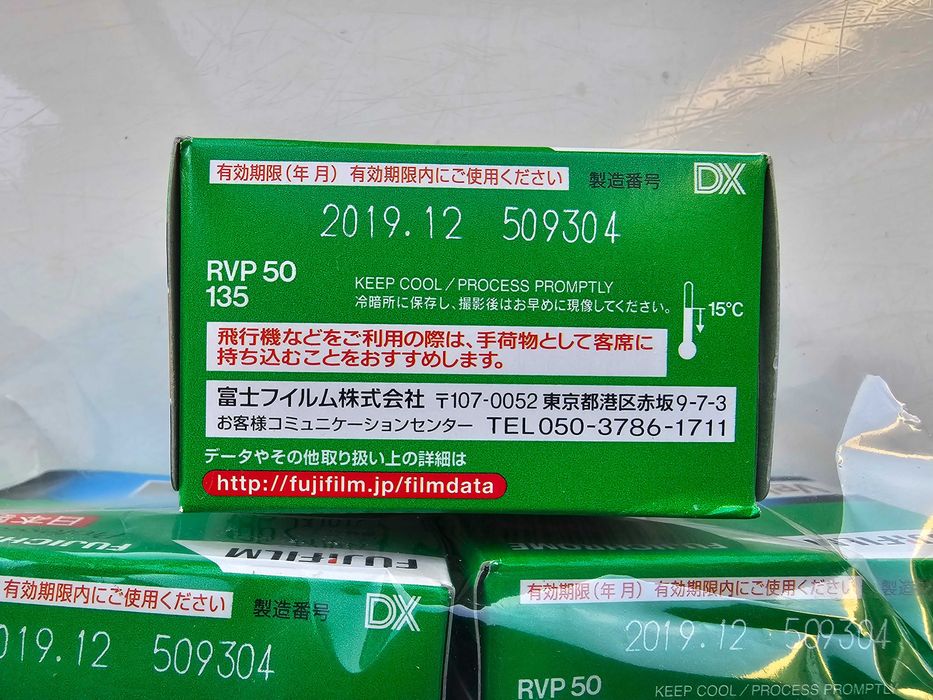 有効期限(年月) 有効期限内にご使用ください 製造番号 DX
2019.12 509304
RVP 50
135
KEEP COOL/PROCESS PROMPTLY
冷暗所に保存し、撮影後はお早めに現像してください。
15°C
飛行機などをご利用の際は、手荷物として客席に
持ち込むことをおすすめします。
富士フイルム株式会社 〒107-0052 東京都港区赤坂9-7-3
お客様コミュニケーションセンター TEL 050-3786-1711
データやその他取り扱い上の詳細は
http://fujifilm.jp/filmdata
FUJIFILM
有効期限内にご使用ください 製造番号 DX
2019.12 509304
FUJICHROME
有効期限(年月) 有効期限内にご使用ください
2019.12 509304
RVP 50
KEEP COOL/PROCESS PROMPTLY